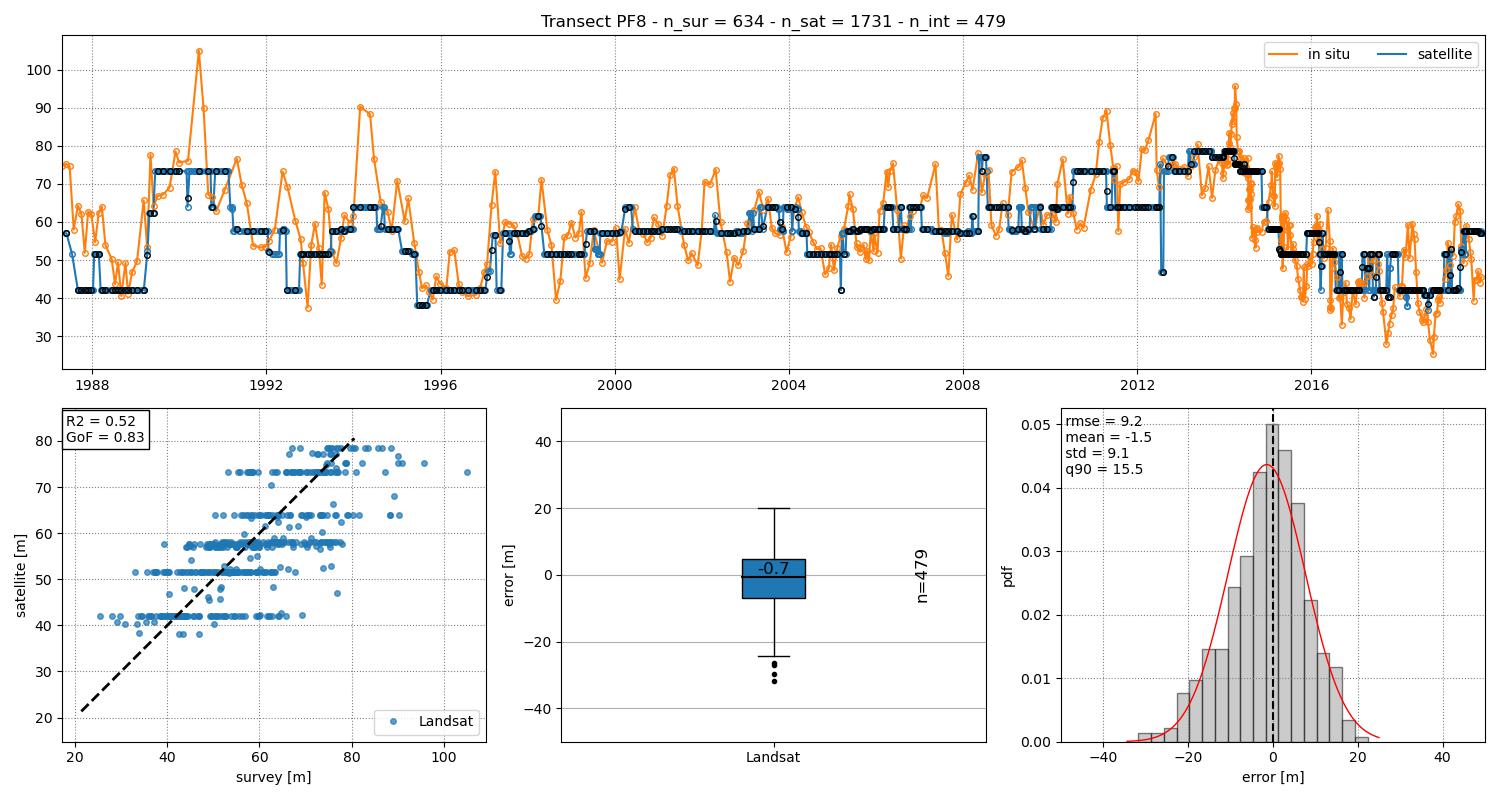 Transect PF8 - n_sur = 634 - n_sat = 1731 - n_int = 479
in situ
satellite
100
90
80
70
60
50
40
30
1988
1992
1996
2000
2004
2008
2012
2016
R2 = 0.52
GoF = 0.83
satellite [m]
80
70
60
50
40
30
20
Landsat
20
40
60
80
100
survey [m]
error [m]
40
20
0
−20
−40
-0.7
n=479
Landsat
rmse = 9.2
mean = -1.5
std = 9.1
q90 = 15.5
pdf
0.05
0.04
0.03
0.02
0.01
0.00
−40
−20
0
20
40
error [m]